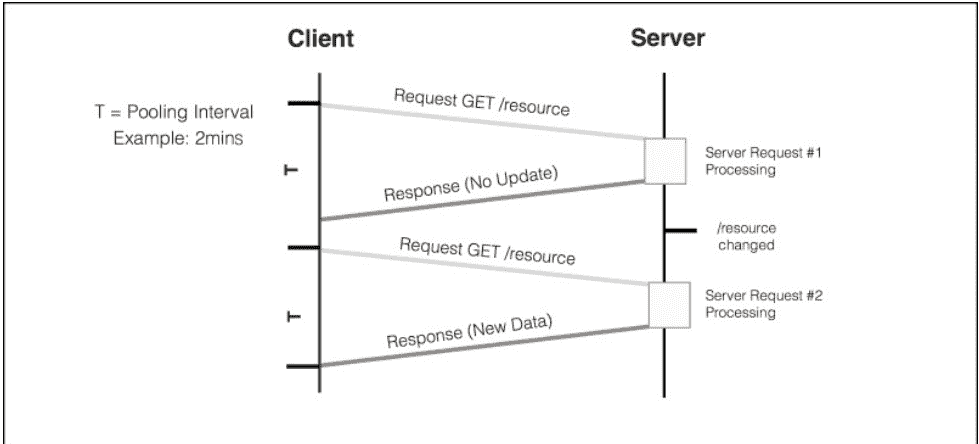 Client
Server
T = Pooling Interval
Example: 2mins
Request GET /resource
T
Server Request #1
Processing
Response (No Update)
/resource
changed
Request GET /resource
T
Server Request #2
Processing
Response (New Data)